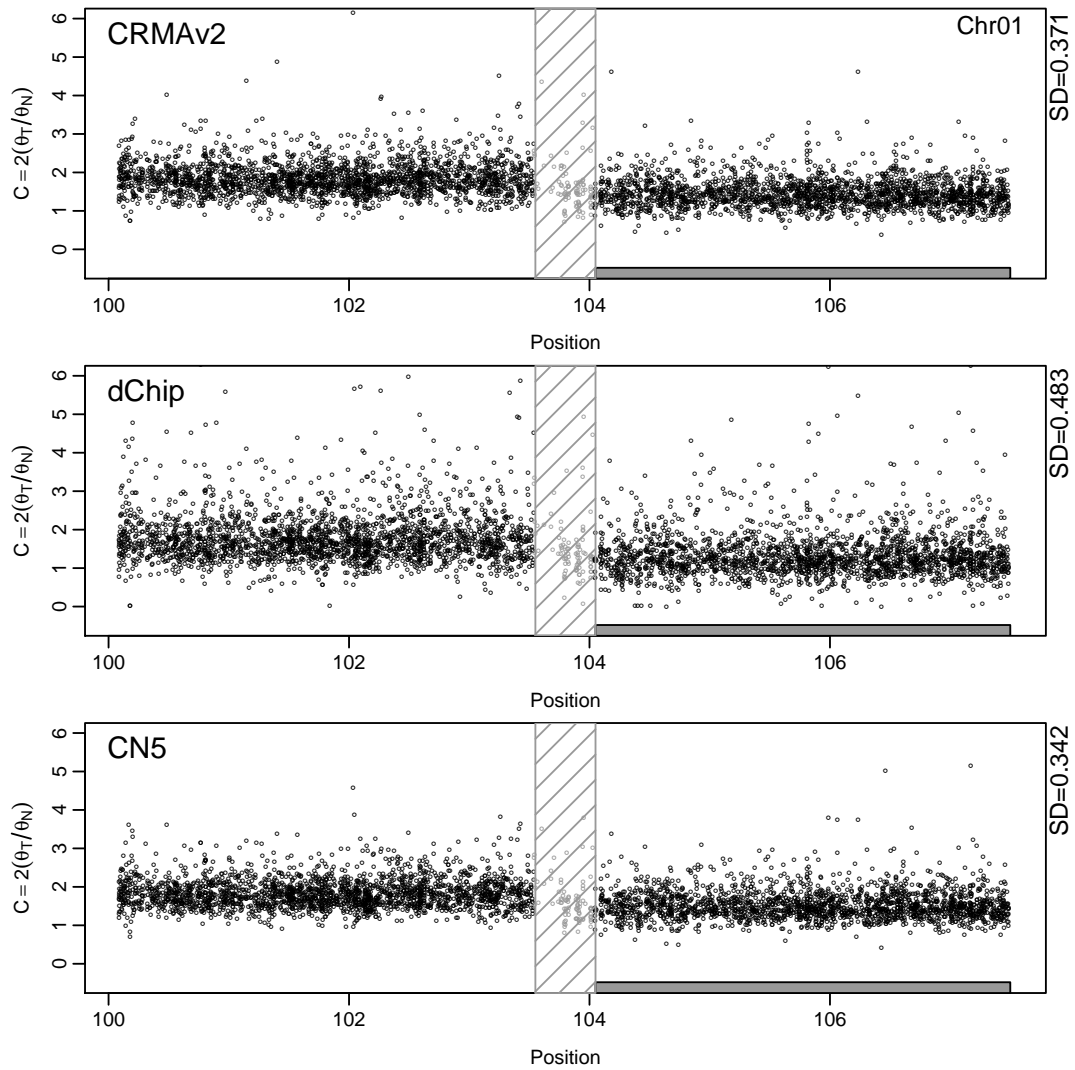 CRMAv2
Chr01
SD=0.371
C = 2(θT/θN)
6
5
4
3
2
1
0
100
102
104
106
Position
dChip
SD=0.483
C = 2(θT/θN)
6
5
4
3
2
1
0
100
102
104
106
Position
CN5
SD=0.342
C = 2(θT/θN)
6
5
4
3
2
1
0
100
102
104
106
Position